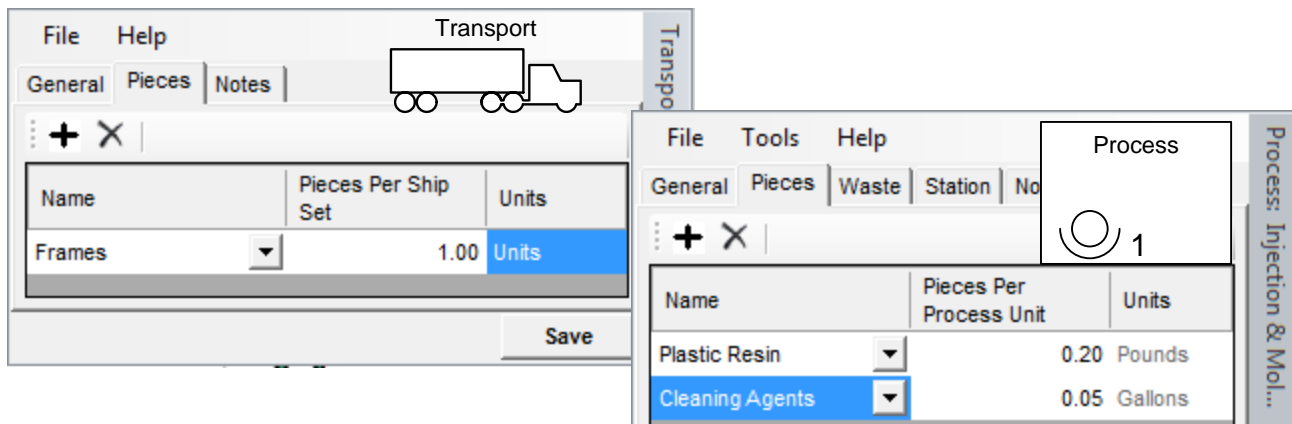 File Help
Transport
General Pieces Notes
Name
Pieces Per Ship
Set
Units
Frames 1.00 Units
Save
File Tools Help
Process
1
General Pieces Waste Station No
Name
Pieces Per
Process Unit
Units
Plastic Resin 0.20 Pounds
Cleaning Agents 0.05 Gallons
Transpo
Process: Injection & Mol...